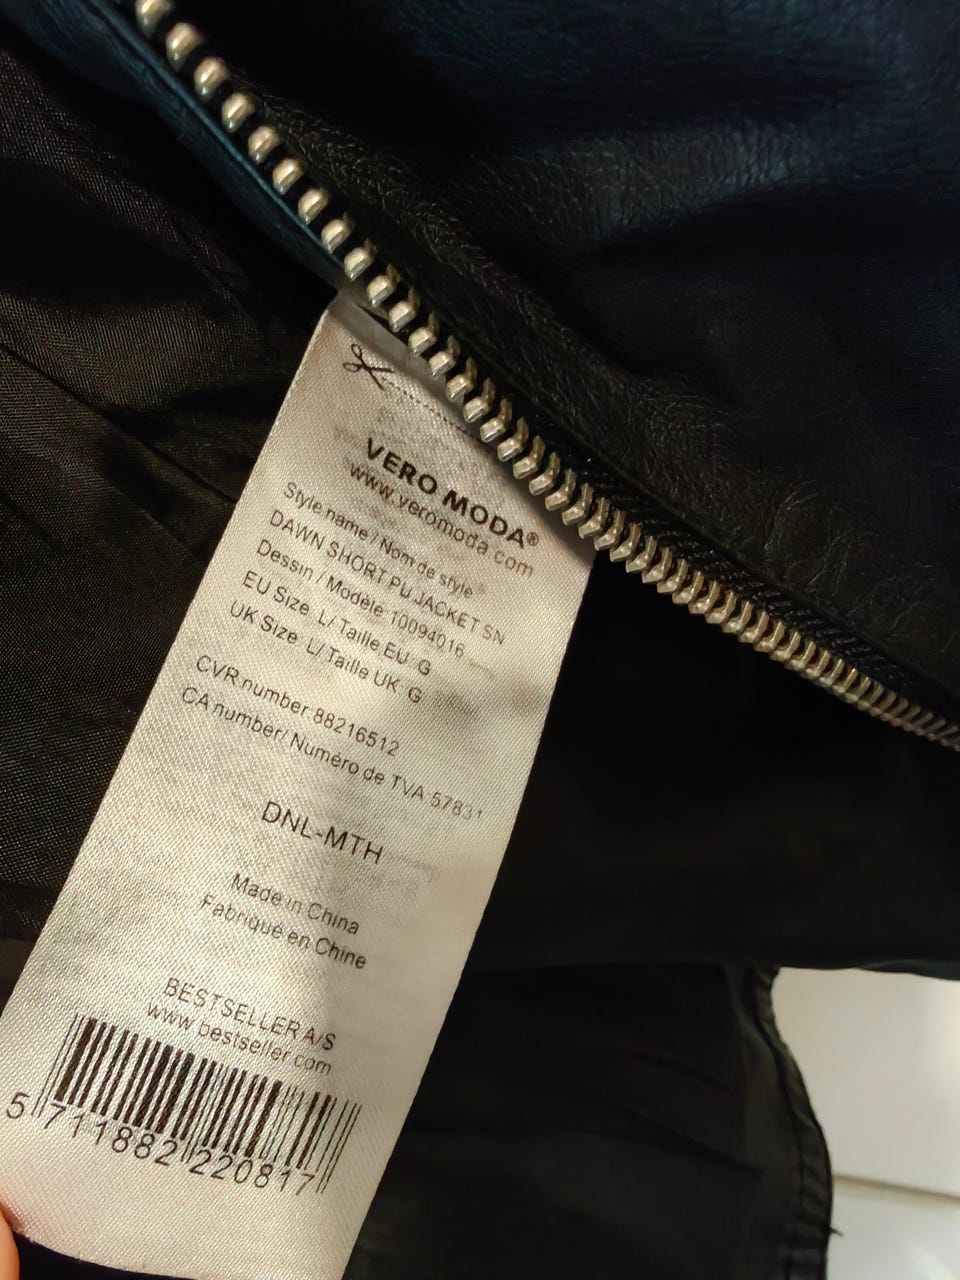 VERO MODA®
www.veromoda.com
Style name / Nom de style:
DAWN SHORT PU JACKET SN
Dessin / Modèle: 10094016
EU Size: L/ Taille EU: G
UK Size: L/ Taille UK: G
CVR number 88216512
CA number/ Numéro de TVA: 57831
DNL-MTH
Made in China
Fabriqué en Chine
BESTSELLER A/S
www.bestseller.com
5 711882 220817